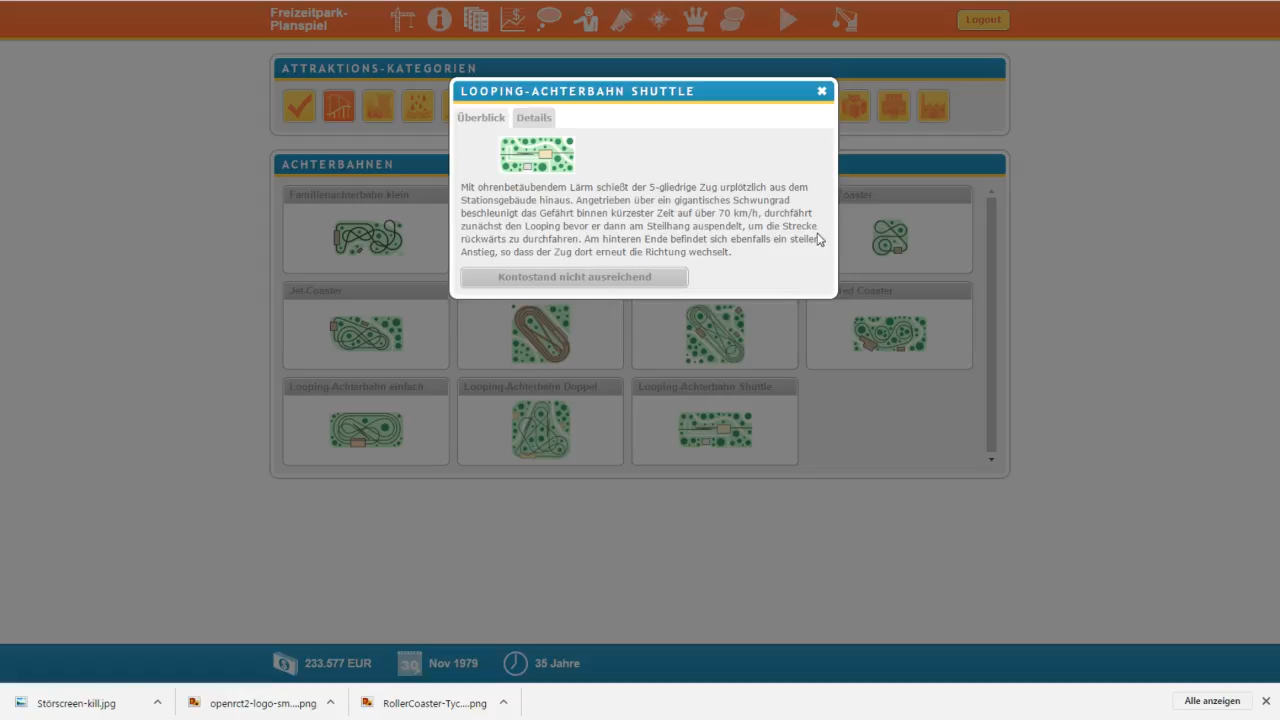 Freizeitpark-
Planspiel
Logout
ATTRAKTIONS-KATEGORIEN
LOOPING-ACHTERBAHN SHUTTLE
Überblick
Details
Mit ohrenbetäubendem Lärm schießt der 5-gliedrige Zug urplötzlich aus dem
Stationsgebäude hinaus. Angetrieben über ein gigantisches Schwungrad
beschleunigt das Gefährt binnen kürzester Zeit auf über 70 km/h, durchfährt
zunächst den Looping bevor er dann am Steilhang auspendelt, um die Strecke
rückwärts zu durchfahren. Am hinteren Ende befindet sich ebenfalls ein steiler
Anstieg, so dass der Zug dort erneut die Richtung wechselt.
Kontostand nicht ausreichend
ACHTERBAHNEN
Familienachterbahn klein
Coaster
Jet-Coaster
Coaster
Looping-Achterbahn einfach
Looping-Achterbahn Doppel
Looping-Achterbahn Shuttle
233.577 EUR
30
Nov 1979
35 Jahre
Störscreen-kill.jpg
openrct2-logo-sm....png
RollerCoaster-Tyc....png
Alle anzeigen